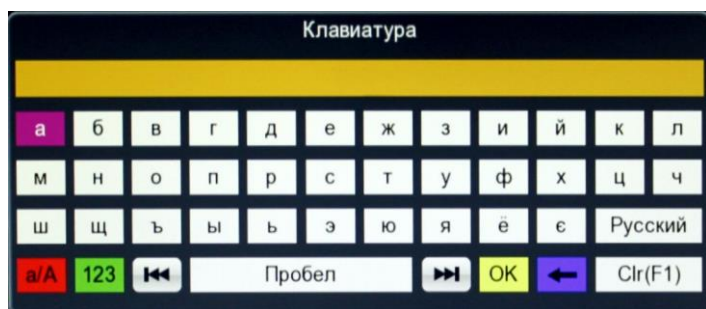 Клавиатура
а б в г д е ж з и й к л
м н о п р с т у ф х ц ч
ш щ ъ ы ь э ю я ё є Русский
a/A 123 Пробел OK Clr(F1)